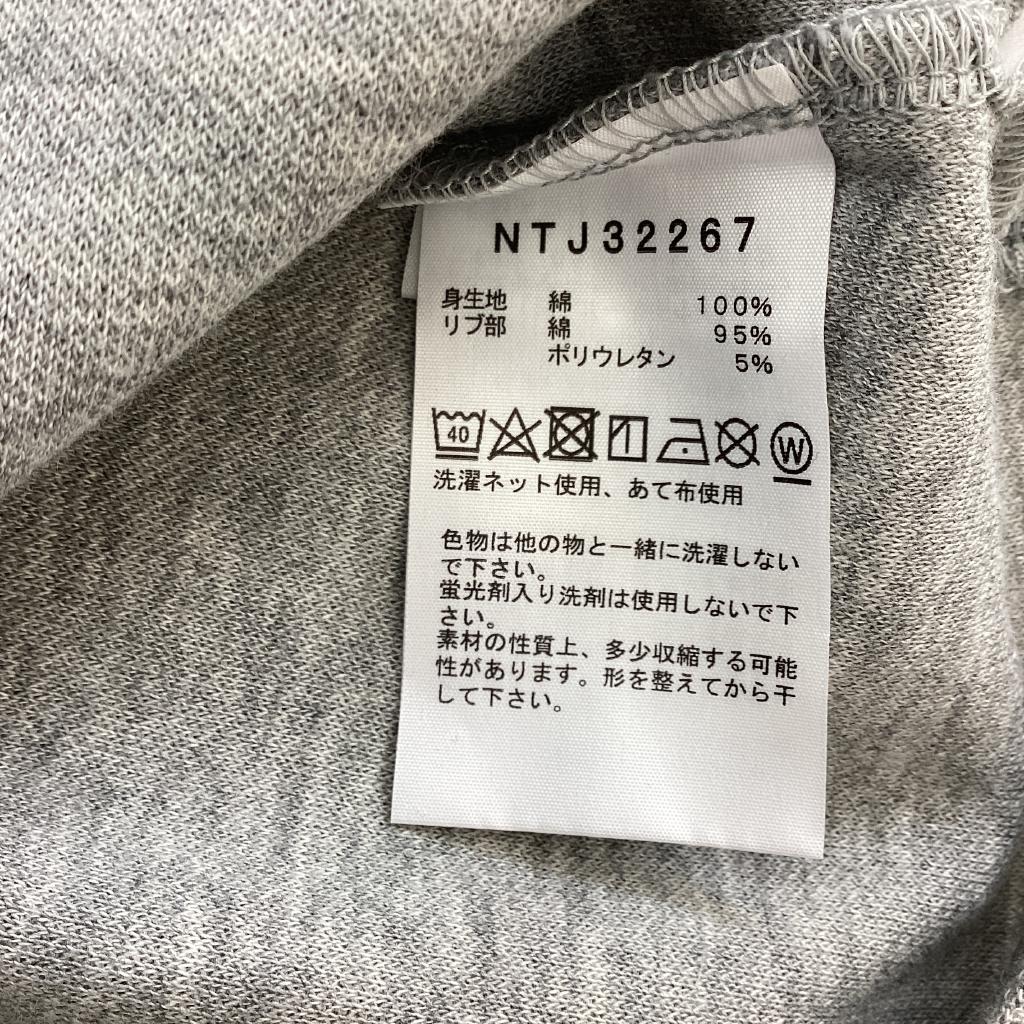 NTJ32267
身生地 綿 100%
リブ部 綿 95%
ポリウレタン 5%
40 W
洗濯ネット使用、あて布使用
色物は他の物と一緒に洗濯しない
で下さい。
蛍光剤入り洗剤は使用しないで下
さい。
素材の性質上、多少収縮する可能
性があります。形を整えてから干
して下さい。